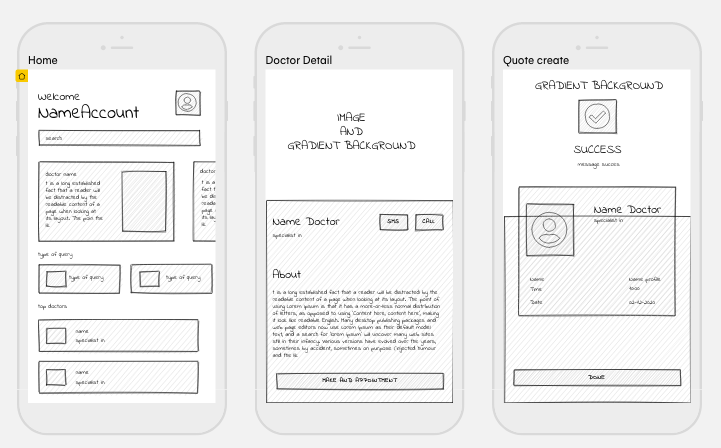 Home
Welcome
NameAccount
search
doctor name
t is a long established
fact that a reader will
be distracted by the
readable content of a
page when looking at
its layout. The poin the
is.
doctor
t is a
fact t
type of query
type of query
type of query
top doctors
name
specialist in
name
specialist in
Doctor Detail
IMAGE
AND
GRADIENT BACKGROUND
Name Doctor
specialist in
SMS
CALL
About
t is a long established fact that a reader will be distracted by the
readable content of a page when looking at its layout. The point of
using Lorem Ipsum is that it has a more-or-less normal distribution
of letters, as opposed to using 'Content here, content here', making
it look like readable English. Many desktop publishing packages and
web page editors now use Lorem Ipsum as their default model
text, and a search for 'lorem ipsum' will uncover many web sites
still in their infancy. Various versions have evolved over the years,
sometimes by accident, sometimes on purpose (injected humour
and the lik
MAKE AND APPOINTMENT
Quote create
GRADIENT BACKGROUND
SUCCESS
message succes
Name Doctor
specialist in
Name
Name profile
Time
10:00
Date
02-12-2020
DONE